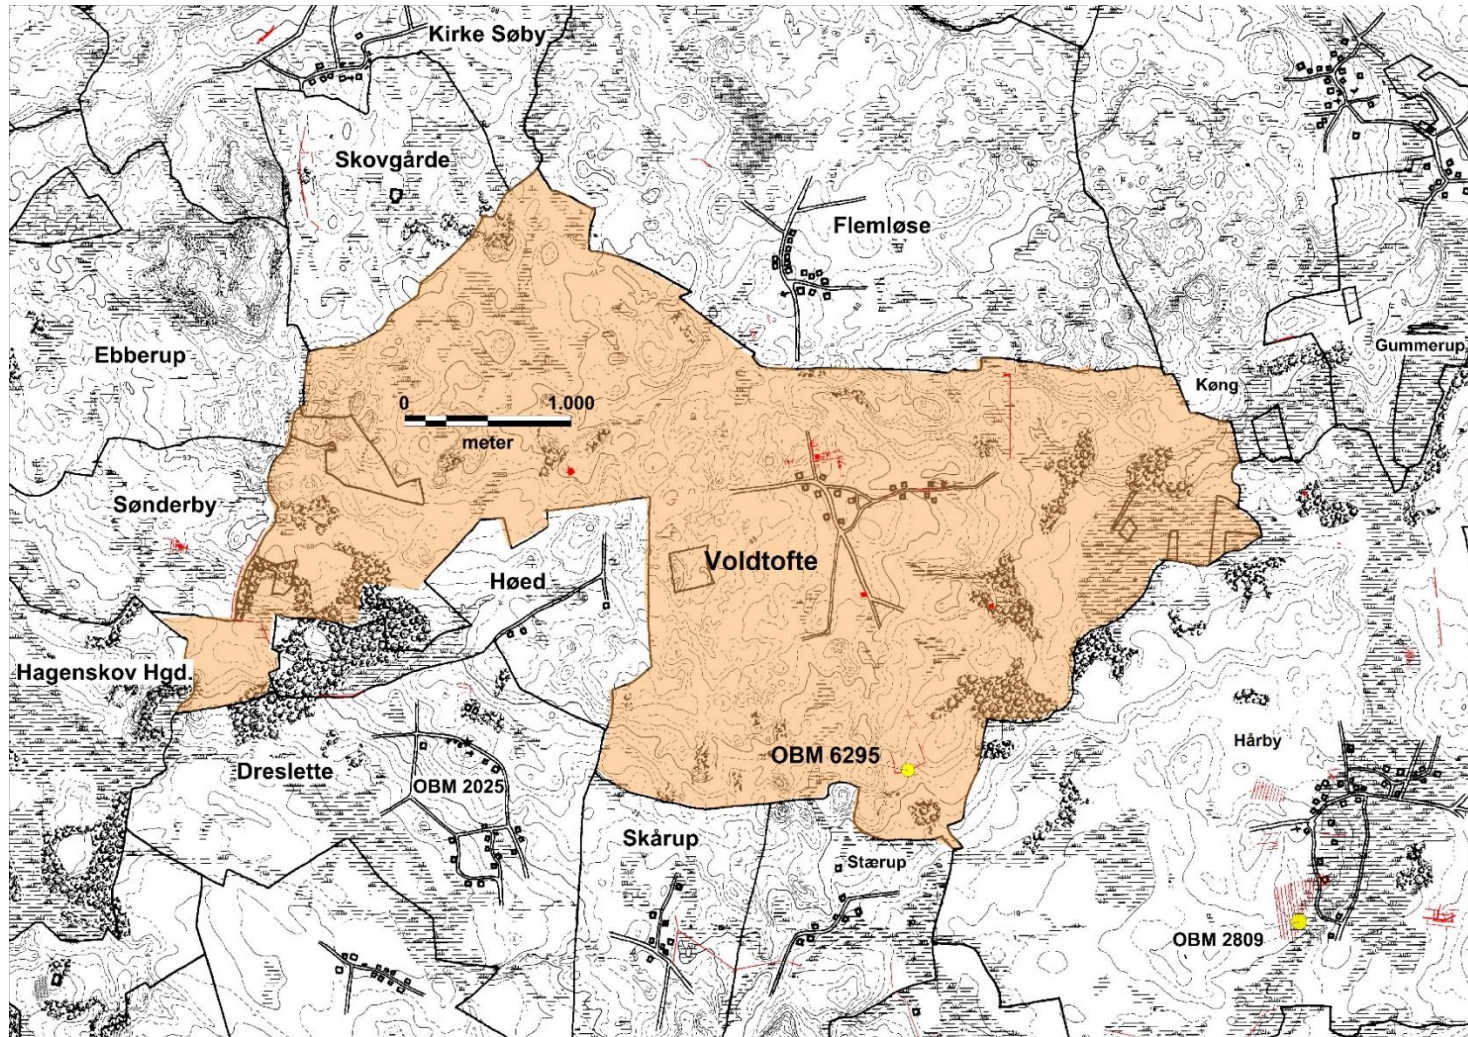 Kirke Søby
Skovgårde
Flemløse
Ebberup
Gummerup
Køng
0 1.000
meter
Sønderby
Voldtofte
Høed
Hagenskov Hgd.
Hårby
OBM 6295
Dreslette
OBM 2025
Skårup
Stærup
OBM 2809